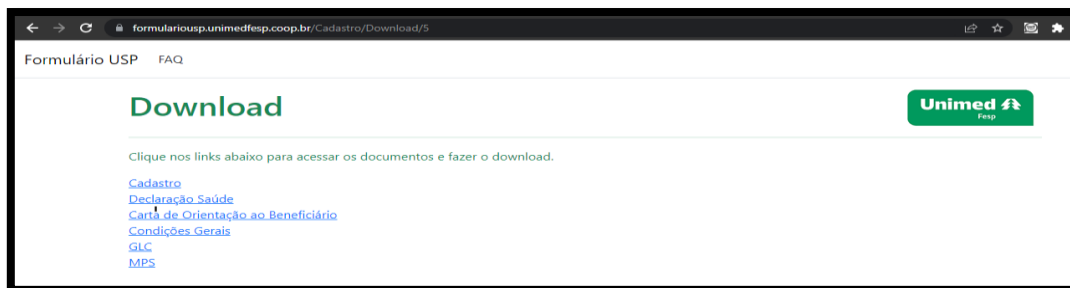 formulariousp.unimedfesp.coop.br/Cadastro/Download/5
Formulário USP FAQ
Download
Unimed
Fesp
Clique nos links abaixo para acessar os documentos e fazer o download.
Cadastro
Declaração Saúde
Carta de Orientação ao Beneficiário
Condições Gerais
GLC
MPS